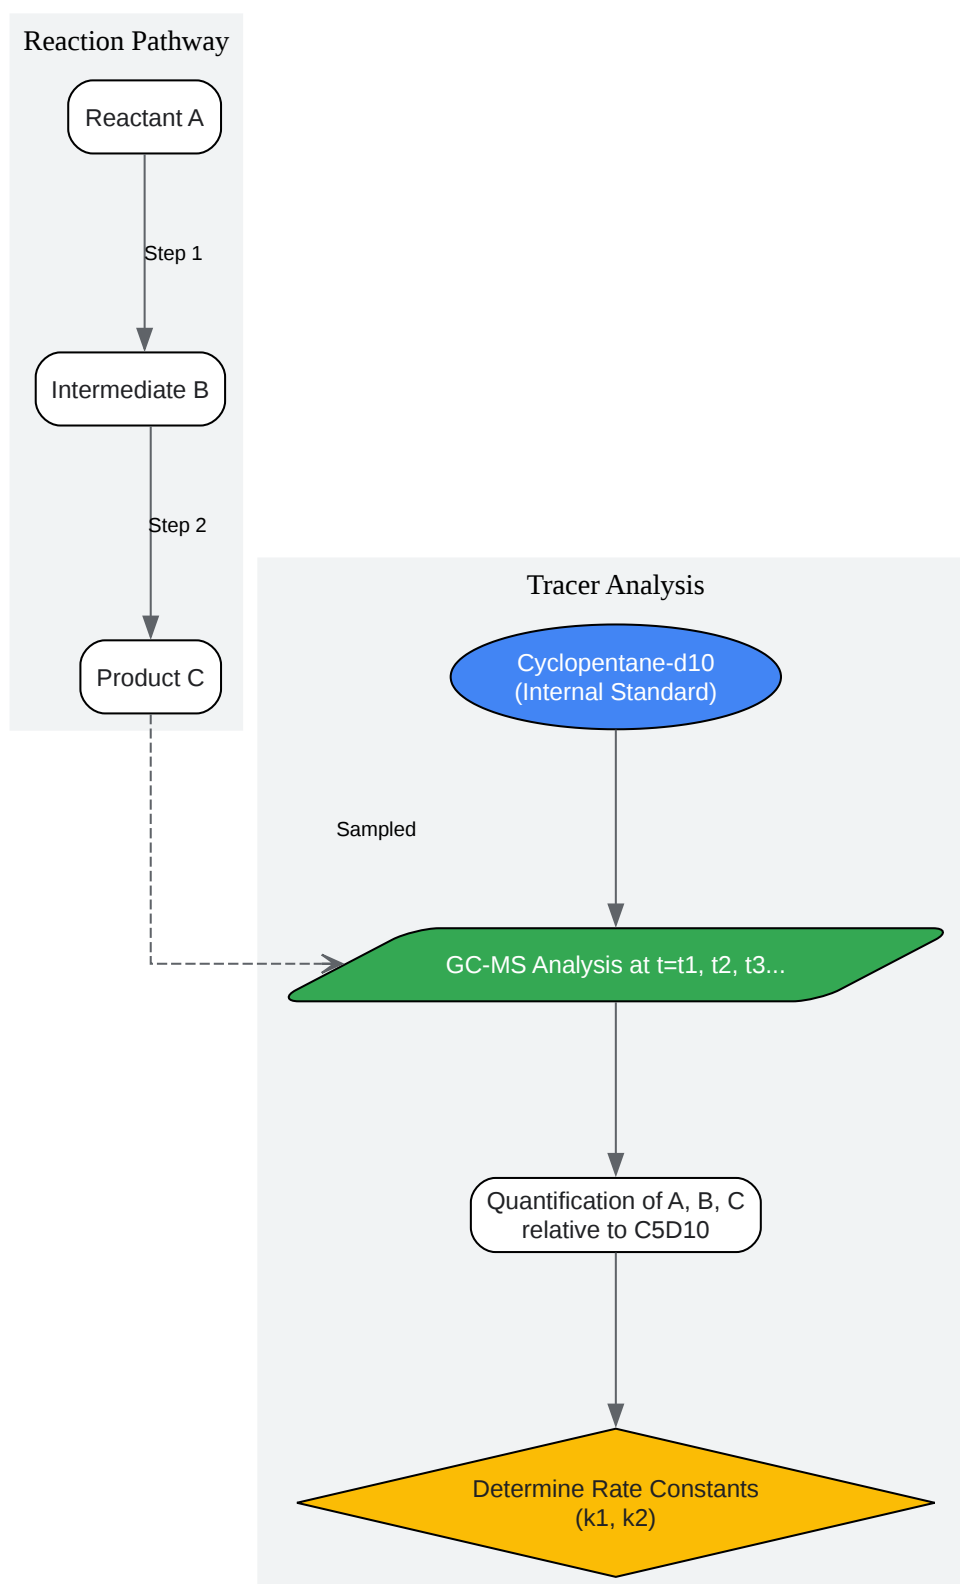 Reaction Pathway
Reactant A
Step 1
Intermediate B
Step 2
Product C
Tracer Analysis
Cyclopentane-d10
(Internal Standard)
Sampled
GC-MS Analysis at t=t1, t2, t3...
Quantification of A, B, C
relative to C5D10
Determine Rate Constants
(k1, k2)